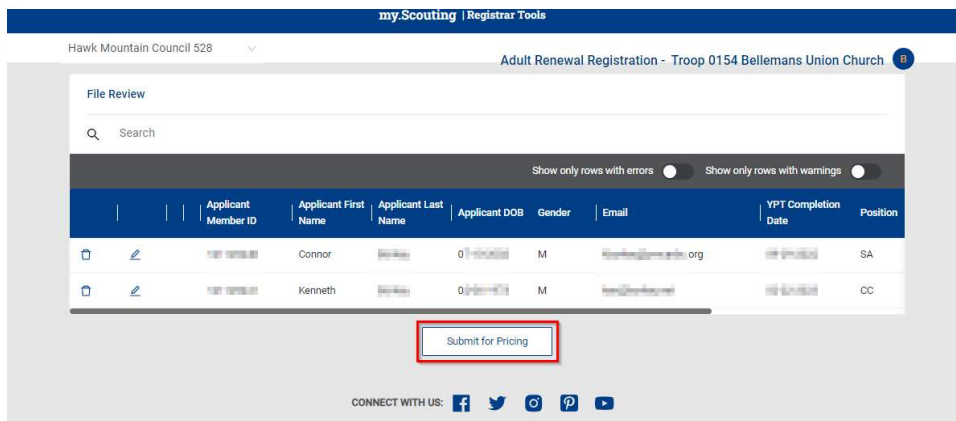 my.Scouting | Registrar Tools
Hawk Mountain Council 528
Adult Renewal Registration - Troop 0154 Bellemans Union Church B
File Review
Search
Show only rows with errors Show only rows with warnings
Applicant Member ID Applicant First Name Applicant Last Name Applicant DOB Gender Email YPT Completion Date Position
Connor 0 M org SA
Kenneth 0 M CC
Submit for Pricing
CONNECT WITH US: